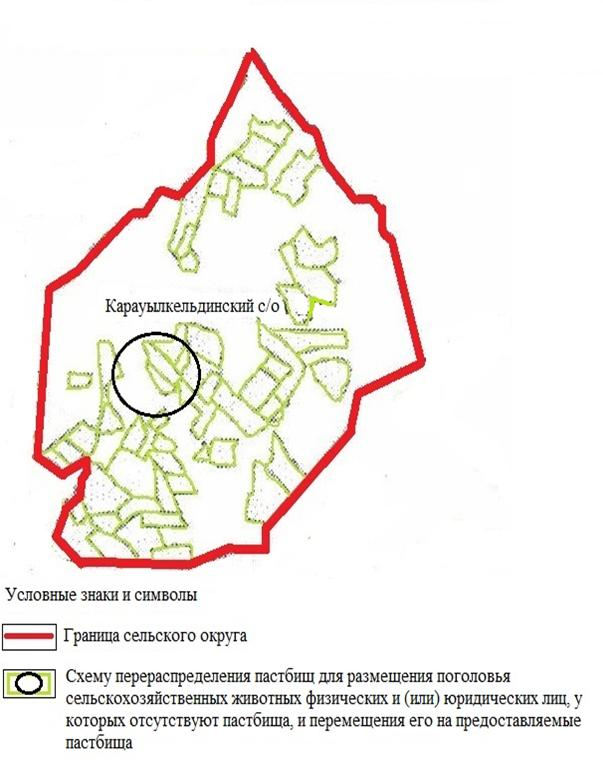 Карауылкельдинский с/о
Условные знаки и символы
Граница сельского округа
Схему перераспределения пастбищ для размещения поголовья
сельскохозяйственных животных физических и (или) юридических лиц, у
которых отсутствуют пастбища, и перемещения его на предоставляемые
пастбища